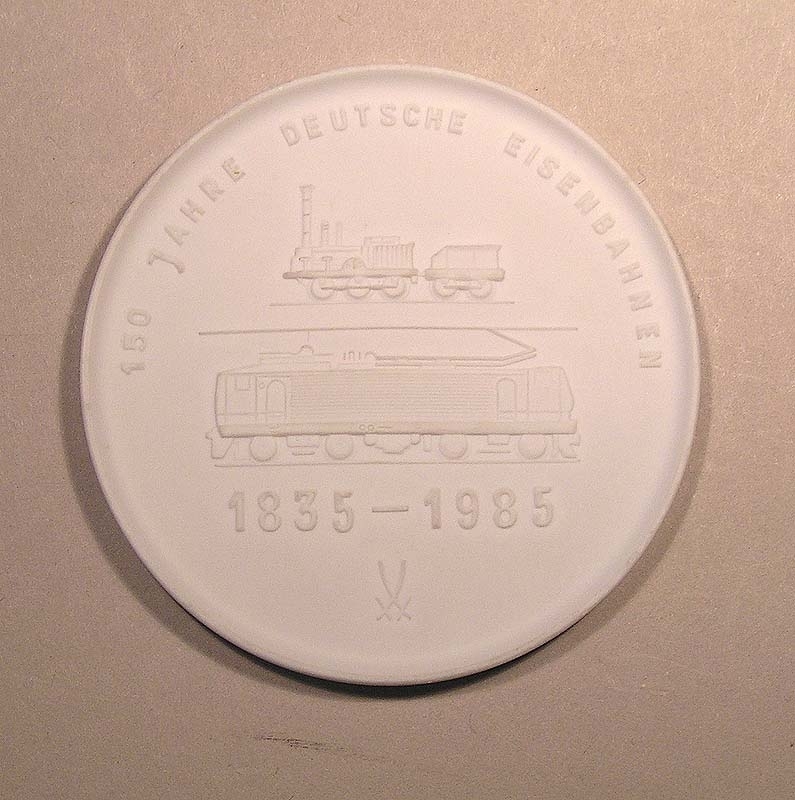 150 JAHRE DEUTSCHE EISENBAHNEN
1835-1985